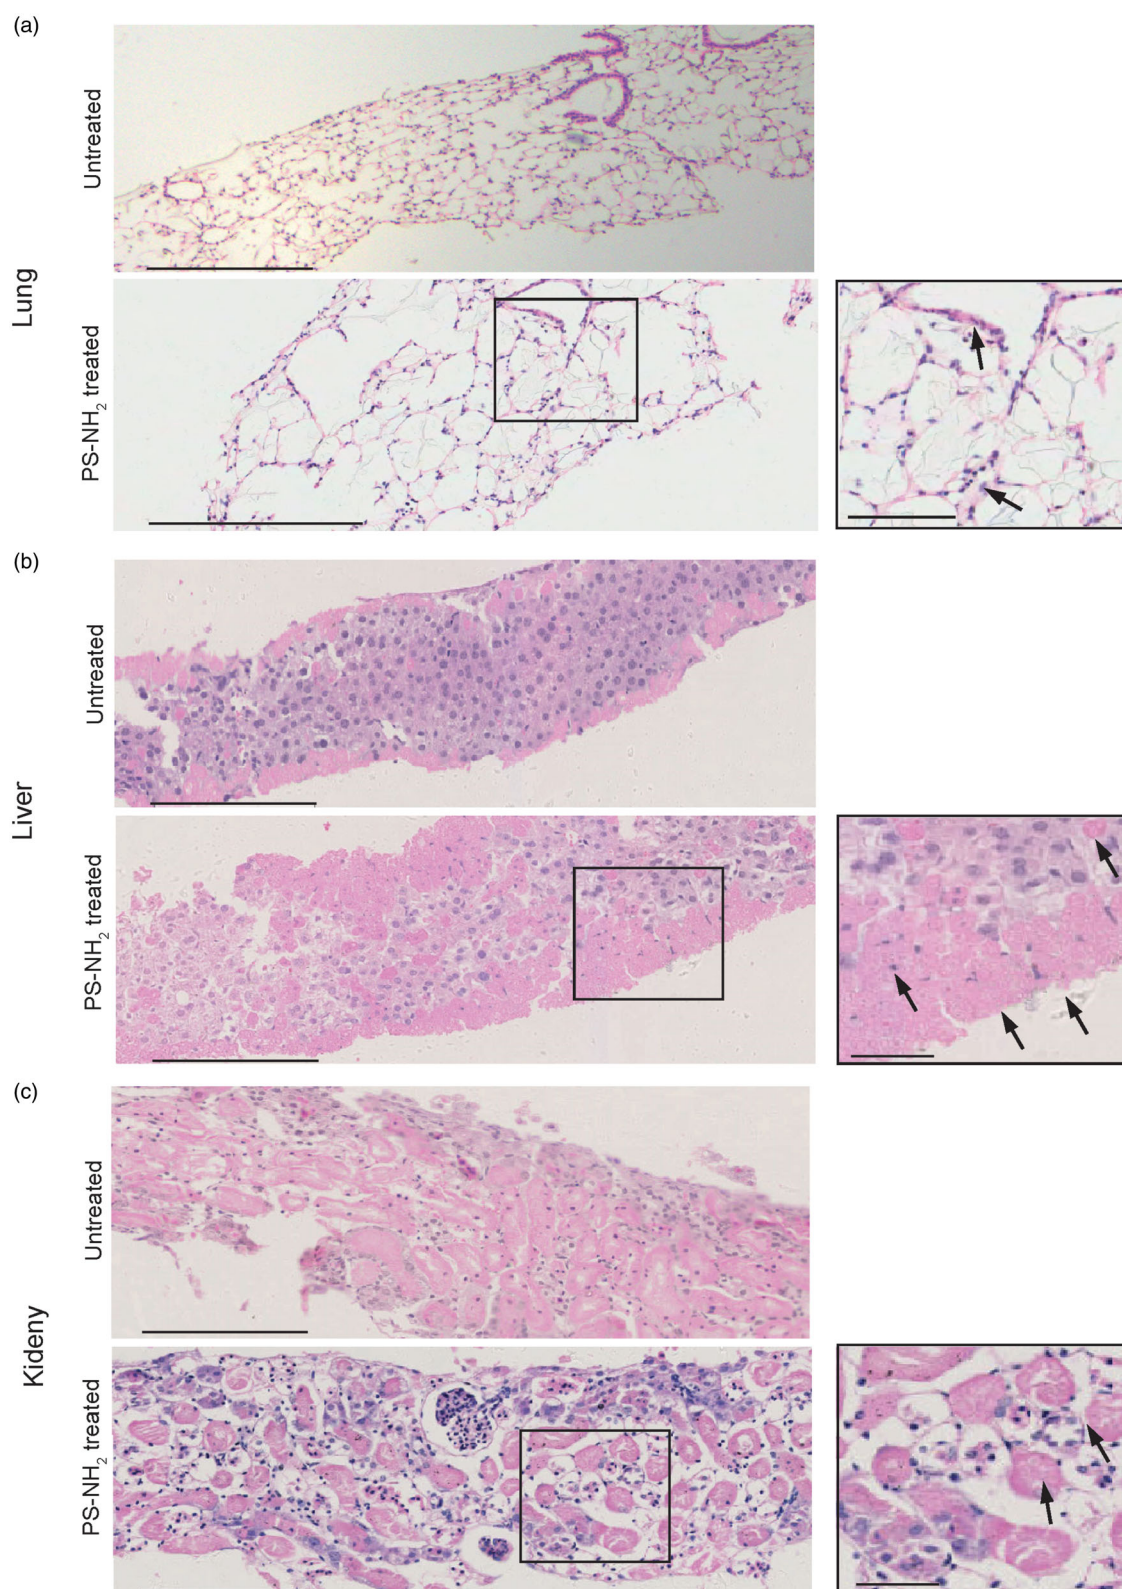 (a)
Lung
Untreated
PS-NH₂ treated
(b)
Liver
Untreated
PS-NH₂ treated
(c)
Kideny
Untreated
PS-NH₂ treated